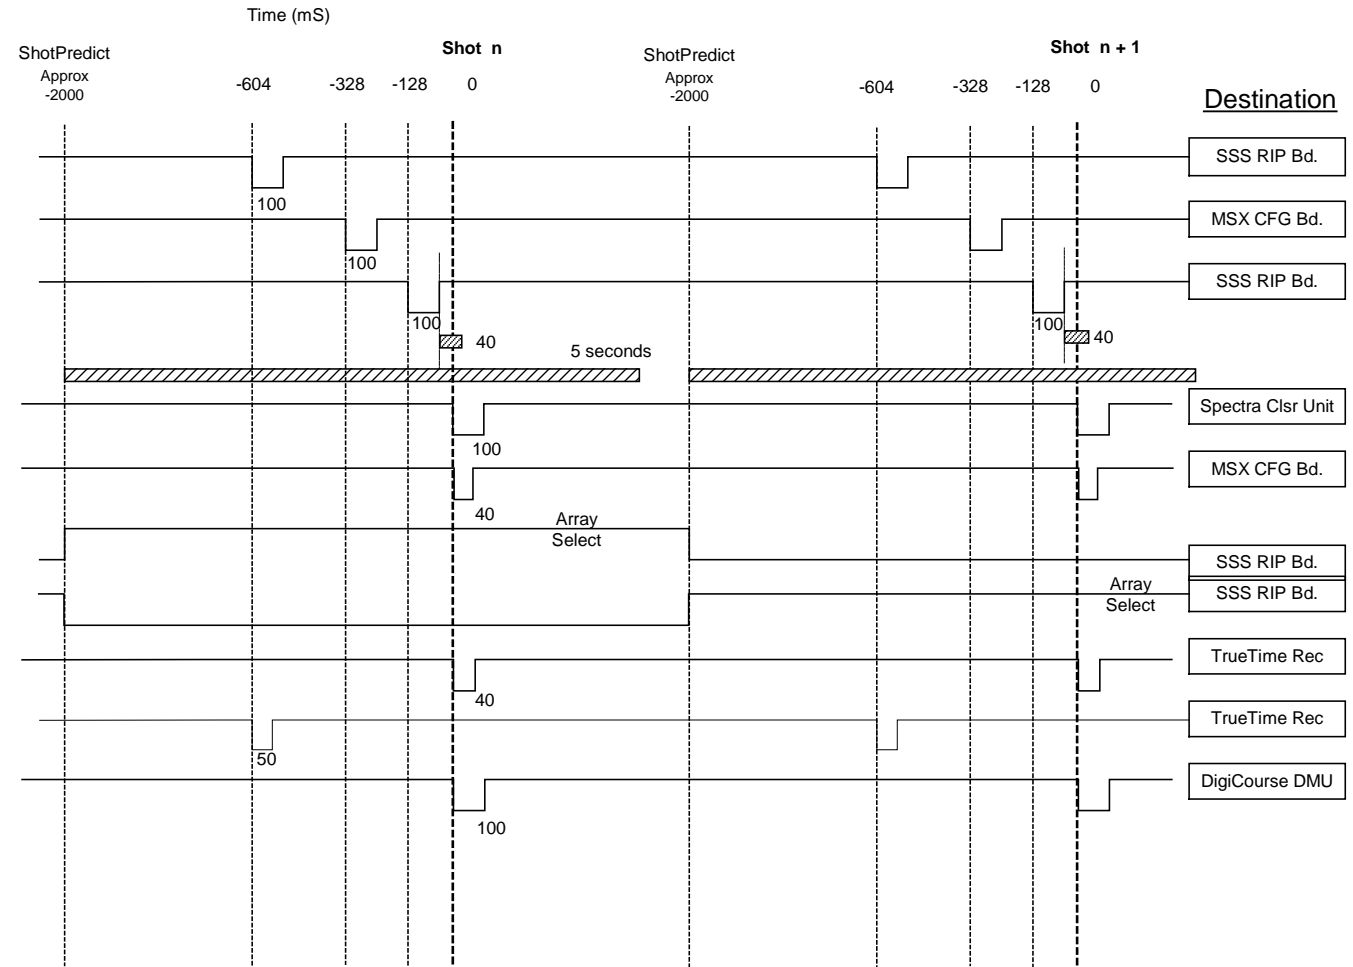 Time (mS)
ShotPredict
Approx
-2000
-604
-328
-128
Shot n
0
ShotPredict
Approx
-2000
-604
-328
-128
Shot n + 1
0
Destination
SSS RIP Bd.
100
MSX CFG Bd.
100
SSS RIP Bd.
100
100
40
40
5 seconds
Spectra Clsr Unit
100
MSX CFG Bd.
40
Array
Select
SSS RIP Bd.
Array
Select
SSS RIP Bd.
TrueTime Rec
40
TrueTime Rec
50
DigiCourse DMU
100